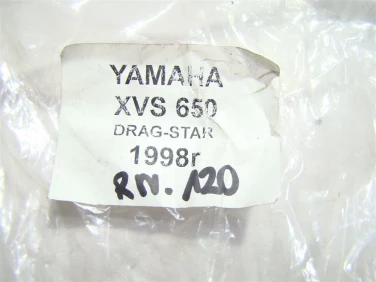 YAMAHA
XVS 650
DRAG-STAR
1998r
RN. 120